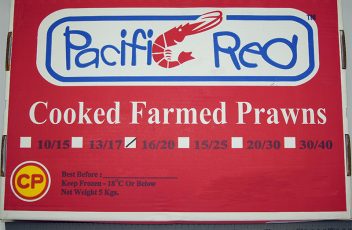 Pacific Red TM
Cooked Farmed Prawns
10/15 13/17 16/20 15/25 20/30 30/40
CP
Best Before :
Keep Frozen - 18°C Or Below
Net Weight 5 Kgs.